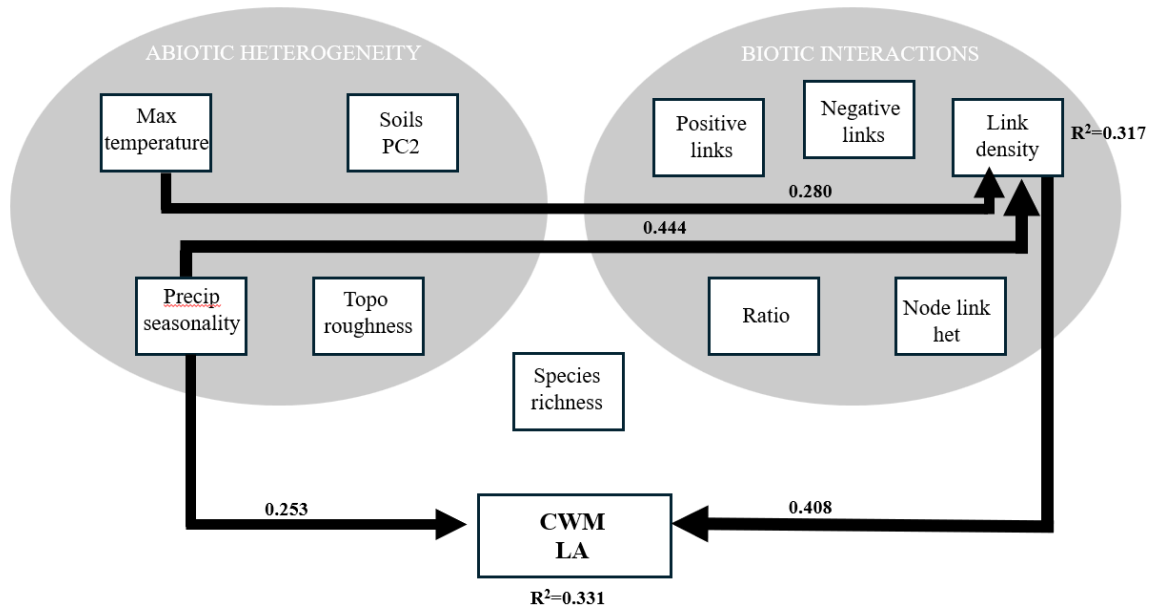 ABIOTIC HETEROGENEITY
BIOTIC INTERACTIONS
Max
temperature
Soils
PC2
Positive
links
Negative
links
Link
density
R²=0.317
0.280
0.444
Precip
seasonality
Topo
roughness
Ratio
Node link
het
Species
richness
0.253
0.408
CWM
LA
R²=0.331